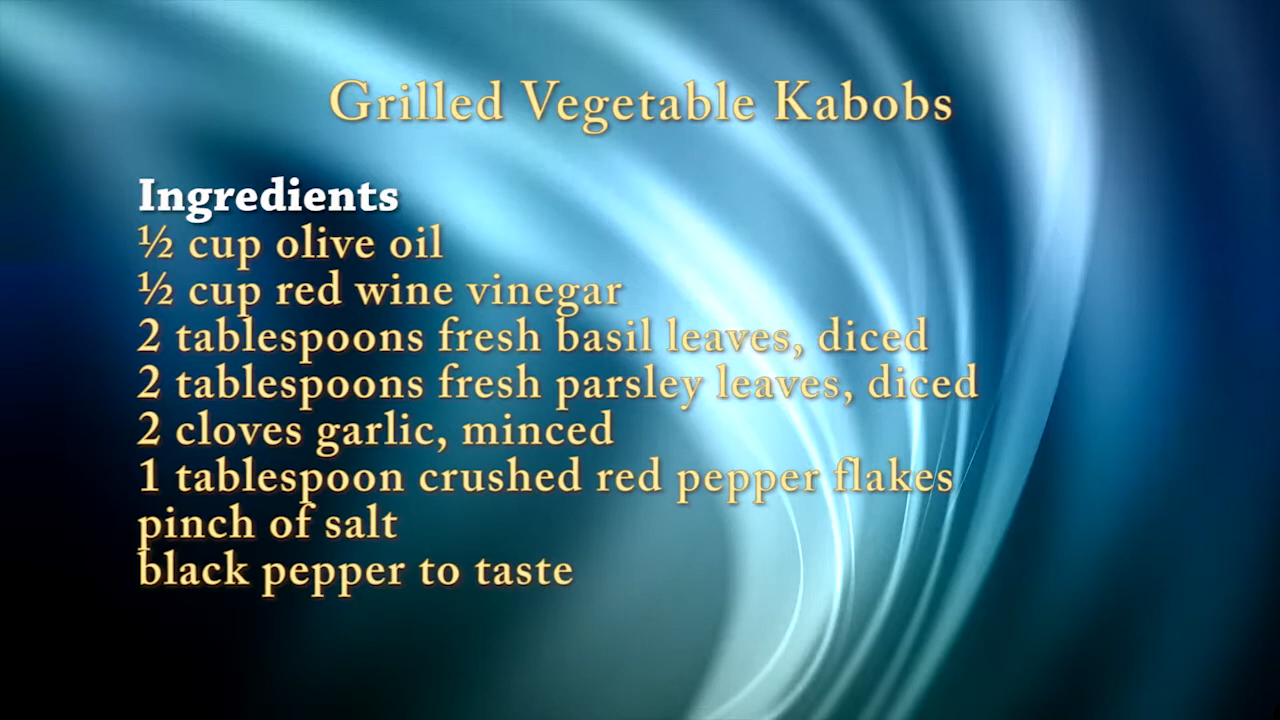 Grilled Vegetable Kabobs
Ingredients
½ cup olive oil
½ cup red wine vinegar
2 tablespoons fresh basil leaves, diced
2 tablespoons fresh parsley leaves, diced
2 cloves garlic, minced
1 tablespoon crushed red pepper flakes
pinch of salt
black pepper to taste